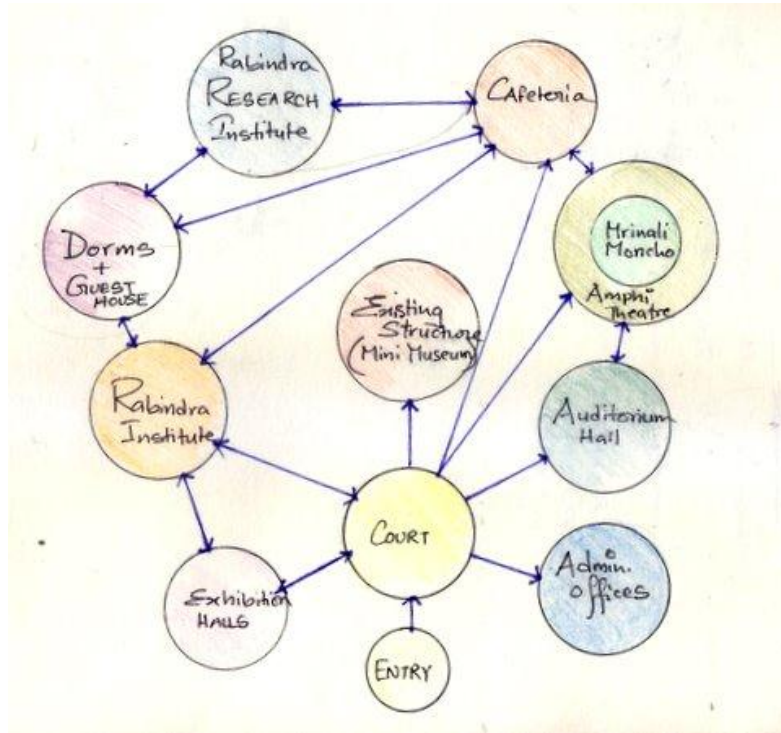 Rabindra
RESEARCH
Institute
CAfeteria
Dorms
+
GUEST
HOUSE
Mrinali
Moncho
Amphi
Theatre
Existing
Structure
(Mini Museum)
Rabindra
Institute
Auditorium
Hall
COURT
Admin.
offices
Exhibition
HALLS
ENTRY